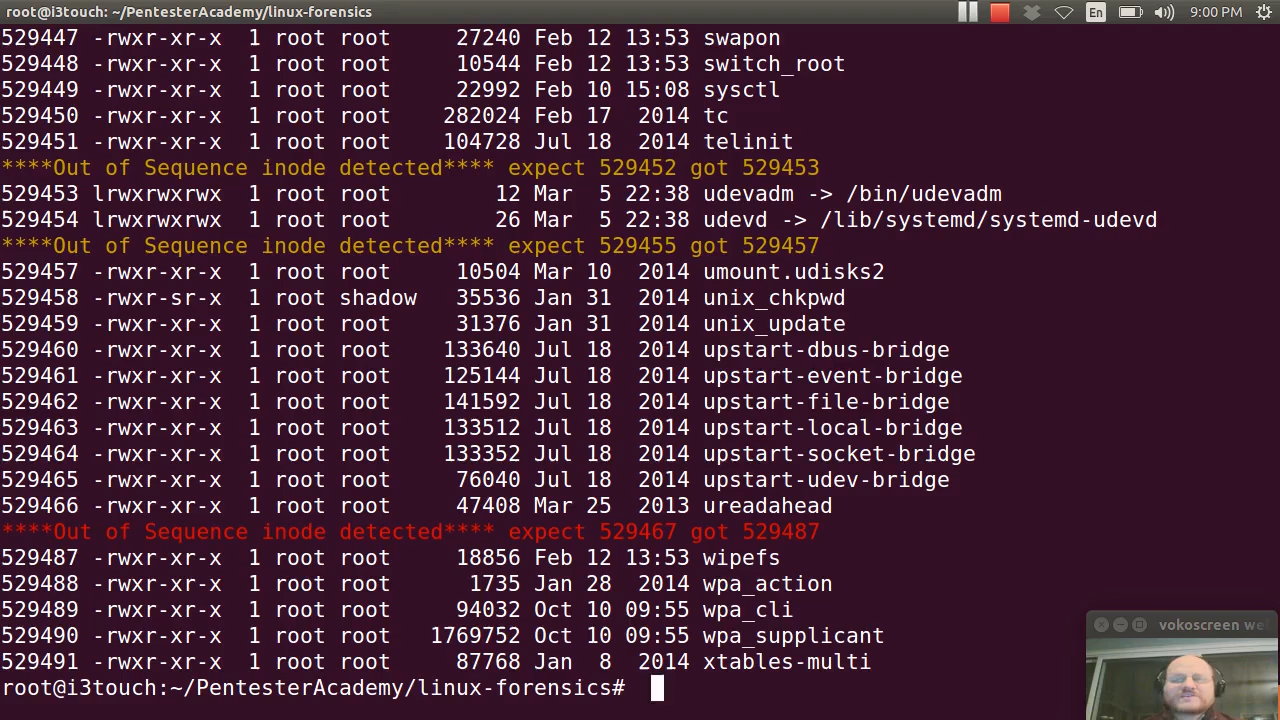 root@i3touch: ~/PentesterAcademy/linux-forensics En 9:00 PM
529447 -rwxr-xr-x 1 root root 27240 Feb 12 13:53 swapon
529448 -rwxr-xr-x 1 root root 10544 Feb 12 13:53 switch_root
529449 -rwxr-xr-x 1 root root 22992 Feb 10 15:08 sysctl
529450 -rwxr-xr-x 1 root root 282024 Feb 17 2014 tc
529451 -rwxr-xr-x 1 root root 104728 Jul 18 2014 telinit
****Out of Sequence inode detected**** expect 529452 got 529453
529453 lrwxrwxrwx 1 root root 12 Mar 5 22:38 udevadm -> /bin/udevadm
529454 lrwxrwxrwx 1 root root 26 Mar 5 22:38 udevd -> /lib/systemd/systemd-udevd
****Out of Sequence inode detected**** expect 529455 got 529457
529457 -rwxr-xr-x 1 root root 10504 Mar 10 2014 umount.udisks2
529458 -rwxr-sr-x 1 root shadow 35536 Jan 31 2014 unix_chkpwd
529459 -rwxr-xr-x 1 root root 31376 Jan 31 2014 unix_update
529460 -rwxr-xr-x 1 root root 133640 Jul 18 2014 upstart-dbus-bridge
529461 -rwxr-xr-x 1 root root 125144 Jul 18 2014 upstart-event-bridge
529462 -rwxr-xr-x 1 root root 141592 Jul 18 2014 upstart-file-bridge
529463 -rwxr-xr-x 1 root root 133512 Jul 18 2014 upstart-local-bridge
529464 -rwxr-xr-x 1 root root 133352 Jul 18 2014 upstart-socket-bridge
529465 -rwxr-xr-x 1 root root 76040 Jul 18 2014 upstart-udev-bridge
529466 -rwxr-xr-x 1 root root 47408 Mar 25 2013 ureadahead
****Out of Sequence inode detected**** expect 529467 got 529487
529487 -rwxr-xr-x 1 root root 18856 Feb 12 13:53 wipefs
529488 -rwxr-xr-x 1 root root 1735 Jan 28 2014 wpa_action
529489 -rwxr-xr-x 1 root root 94032 Oct 10 09:55 wpa_cli
529490 -rwxr-xr-x 1 root root 1769752 Oct 10 09:55 wpa_supplicant
529491 -rwxr-xr-x 1 root root 87768 Jan 8 2014 xtables-multi
root@i3touch:~/PentesterAcademy/linux-forensics#
vokoscreen we